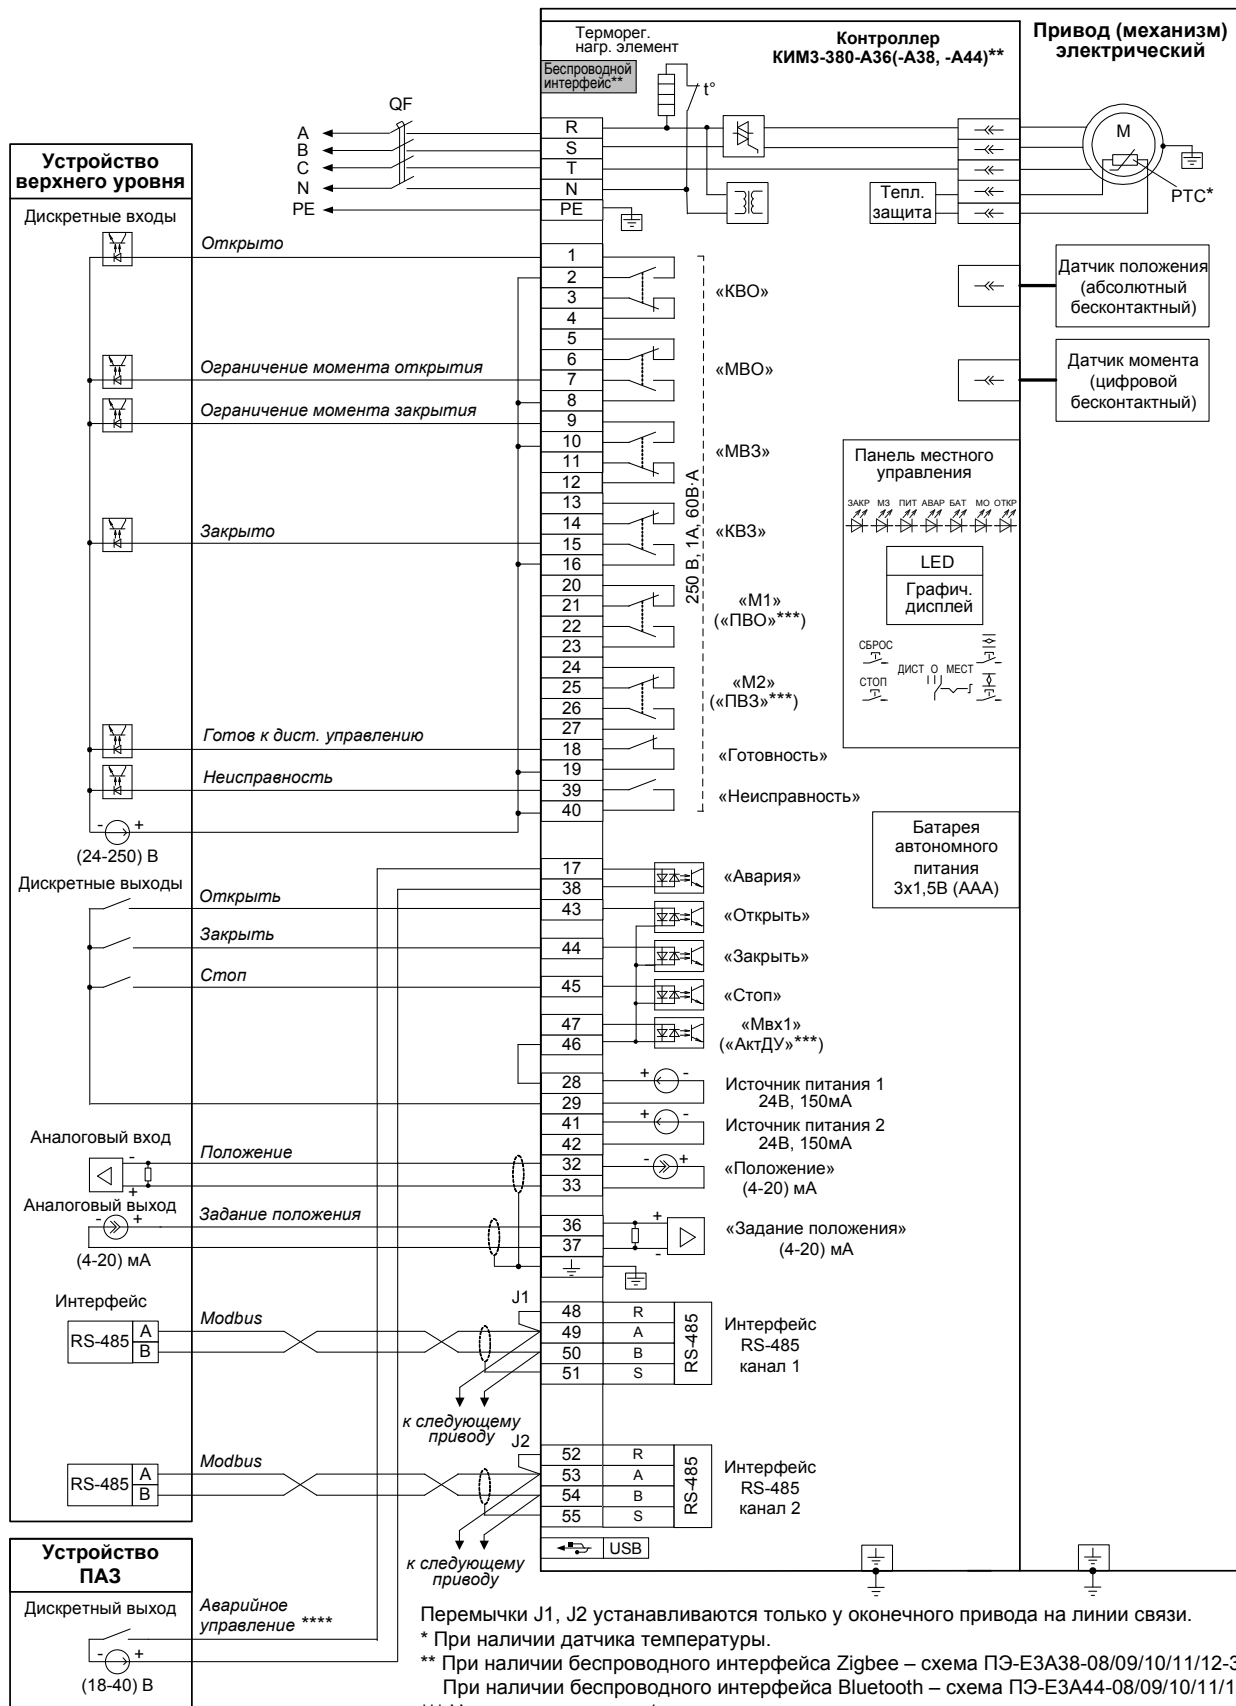 Терморег.
нагр. элемент
Контроллер
КИМ3-380-А36(-А38, -А44)**
Привод (механизм)
электрический
Беспроводной
интерфейс**
t°
QF
A
B
C
N
PE
R
S
T
N
PE
M
PTC*
Тепл.
защита
Устройство
верхнего уровня
Дискретные входы
Открыто
1
2
3
4
«КВО»
Датчик положения
(абсолютный
бесконтактный)
5
6
7
8
Ограничение момента открытия
«МВО»
Датчик момента
(цифровой
бесконтактный)
Ограничение момента закрытия
9
10
11
12
«МВЗ»
250 В, 1А, 60В·А
Панель местного
управления
ЗАКР МЗ ПИТ АВАР БАТ МО ОТКР
Закрыто
13
14
15
16
«КВЗ»
LED
Графич.
дисплей
20
21
22
23
«М1»
(«ПВО»***)
СБРОС
СТОП
ДИСТ О МЕСТ
24
25
26
27
«М2»
(«ПВЗ»***)
Готов к дист. управлению
18
19
«Готовность»
Неисправность
39
40
«Неисправность»
- +
(24-250) В
Батарея
автономного
питания
3х1,5В (ААА)
Дискретные выходы
17
38
«Авария»
Открыть
43
«Открыть»
Закрыть
44
«Закрыть»
Стоп
45
«Стоп»
47
46
«Мвх1»
(«АктДУ»***)
28
29
+ -
Источник питания 1
24В, 150мА
41
42
+ -
Источник питания 2
24В, 150мА
Аналоговый вход
-
+
Положение
32
33
- +
«Положение»
(4-20) мА
Аналоговый выход
- +
(4-20) мА
Задание положения
36
37
+
-
«Задание положения»
(4-20) мА
Интерфейс
RS-485
A
B
Modbus
J1
48 R
49 A
50 B
51 S
RS-485
Интерфейс
RS-485
канал 1
к следующему
приводу
RS-485
A
B
Modbus
J2
52 R
53 A
54 B
55 S
RS-485
Интерфейс
RS-485
канал 2
к следующему
приводу
USB
Устройство
ПАЗ
Дискретный выход
- +
(18-40) В
Аварийное
управление ****
Перемычки J1, J2 устанавливаются только у оконечного привода на линии связи.
* При наличии датчика температуры.
** При наличии беспроводного интерфейса Zigbee – схема ПЭ-Е3А38-08/09/10/11/12-3
При наличии беспроводного интерфейса Bluetooth – схема ПЭ-Е3А44-08/09/10/11/1